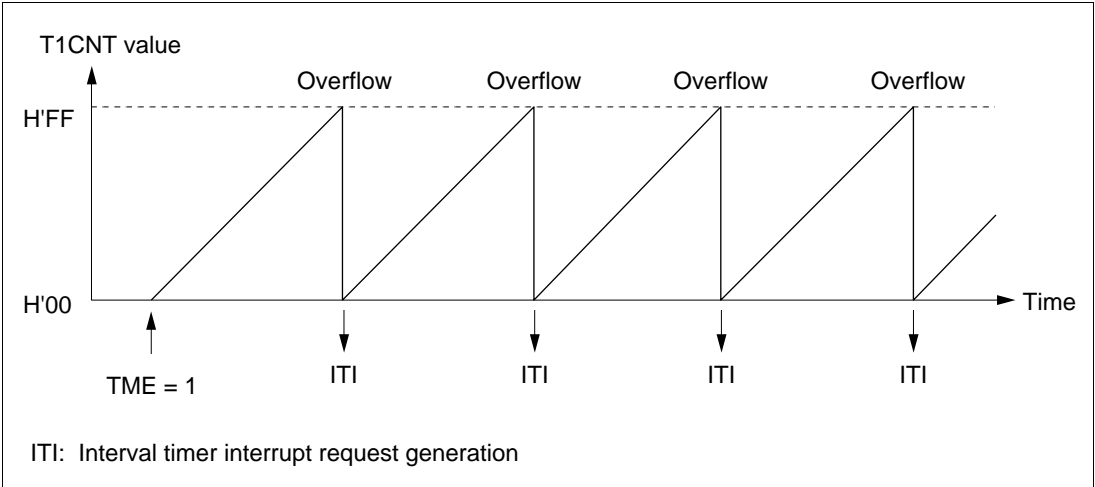 T1CNT value
Overflow Overflow Overflow Overflow
H'FF
H'00
Time
TME = 1
ITI ITI ITI ITI
ITI: Interval timer interrupt request generation